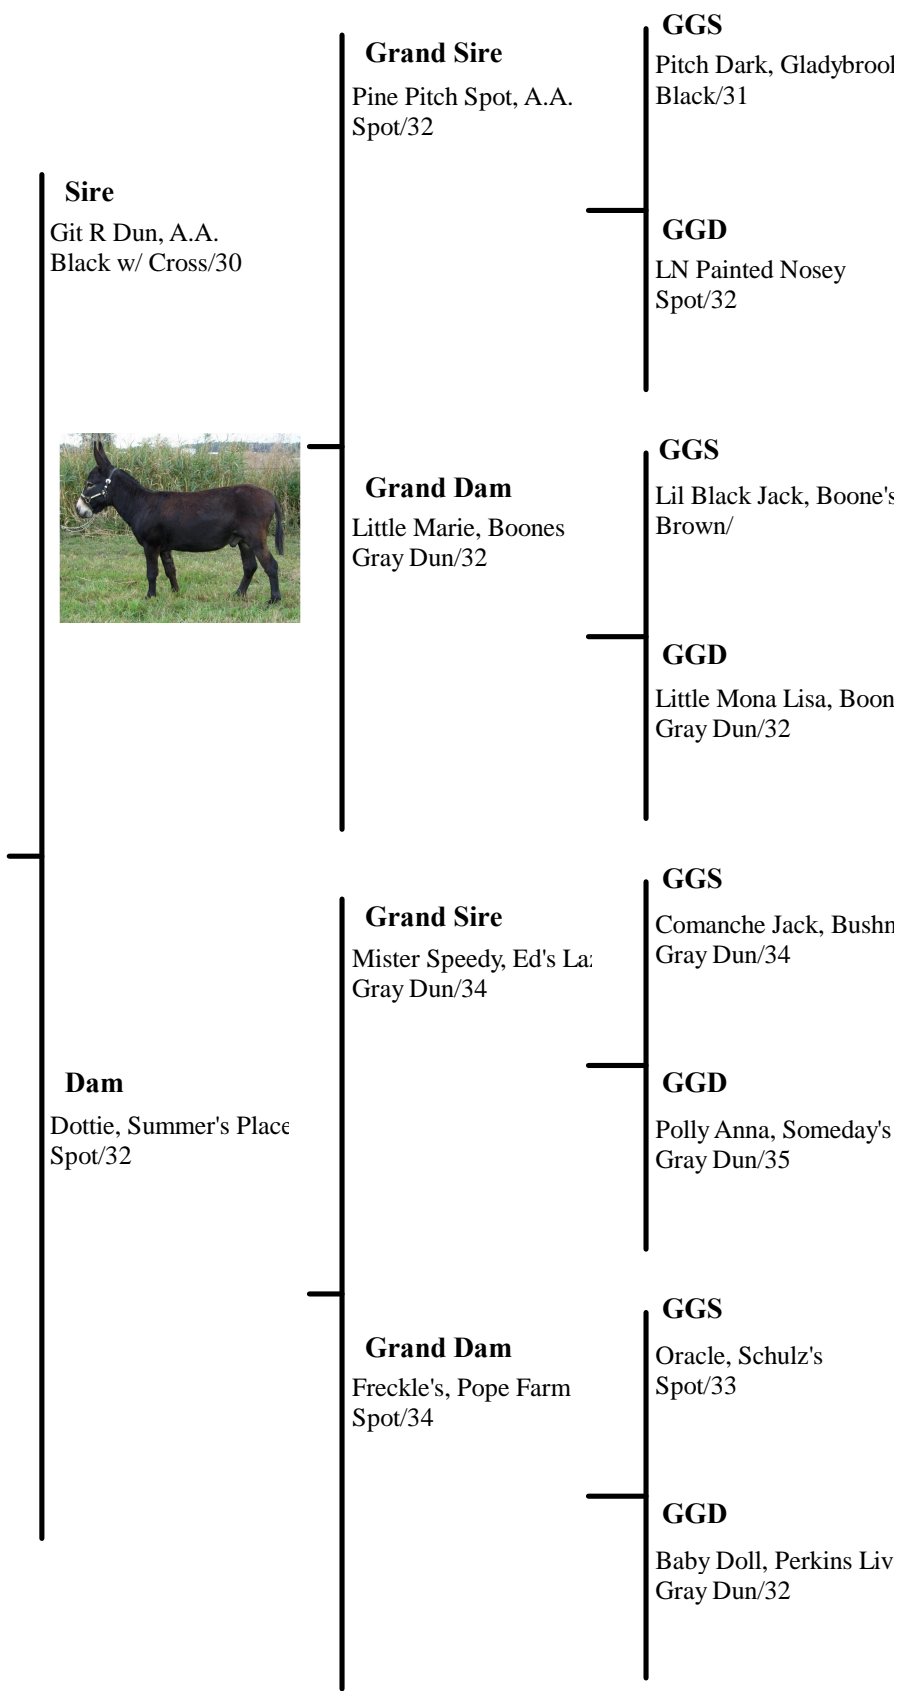 Sire
Git R Dun, A.A.
Black w/ Cross/30
Dam
Dottie, Summer's Place
Spot/32
Grand Sire
Pine Pitch Spot, A.A.
Spot/32
Grand Dam
Little Marie, Boones
Gray Dun/32
Grand Sire
Mister Speedy, Ed's
Gray Dun/34
Grand Dam
Freckle's, Pope Farm
Spot/34
GGS
Pitch Dark,
Black/31
GGD
LN Painted Nosey
Spot/32
GGS
Lil Black Jack, Boone's
Brown/
GGD
Little Mona Lisa, Boon
Gray Dun/32
GGS
Comanche Jack,
Gray Dun/34
GGD
Polly Anna, Someday's
Gray Dun/35
GGS
Oracle, Schulz's
Spot/33
GGD
Baby Doll, Perkins Liv
Gray Dun/32